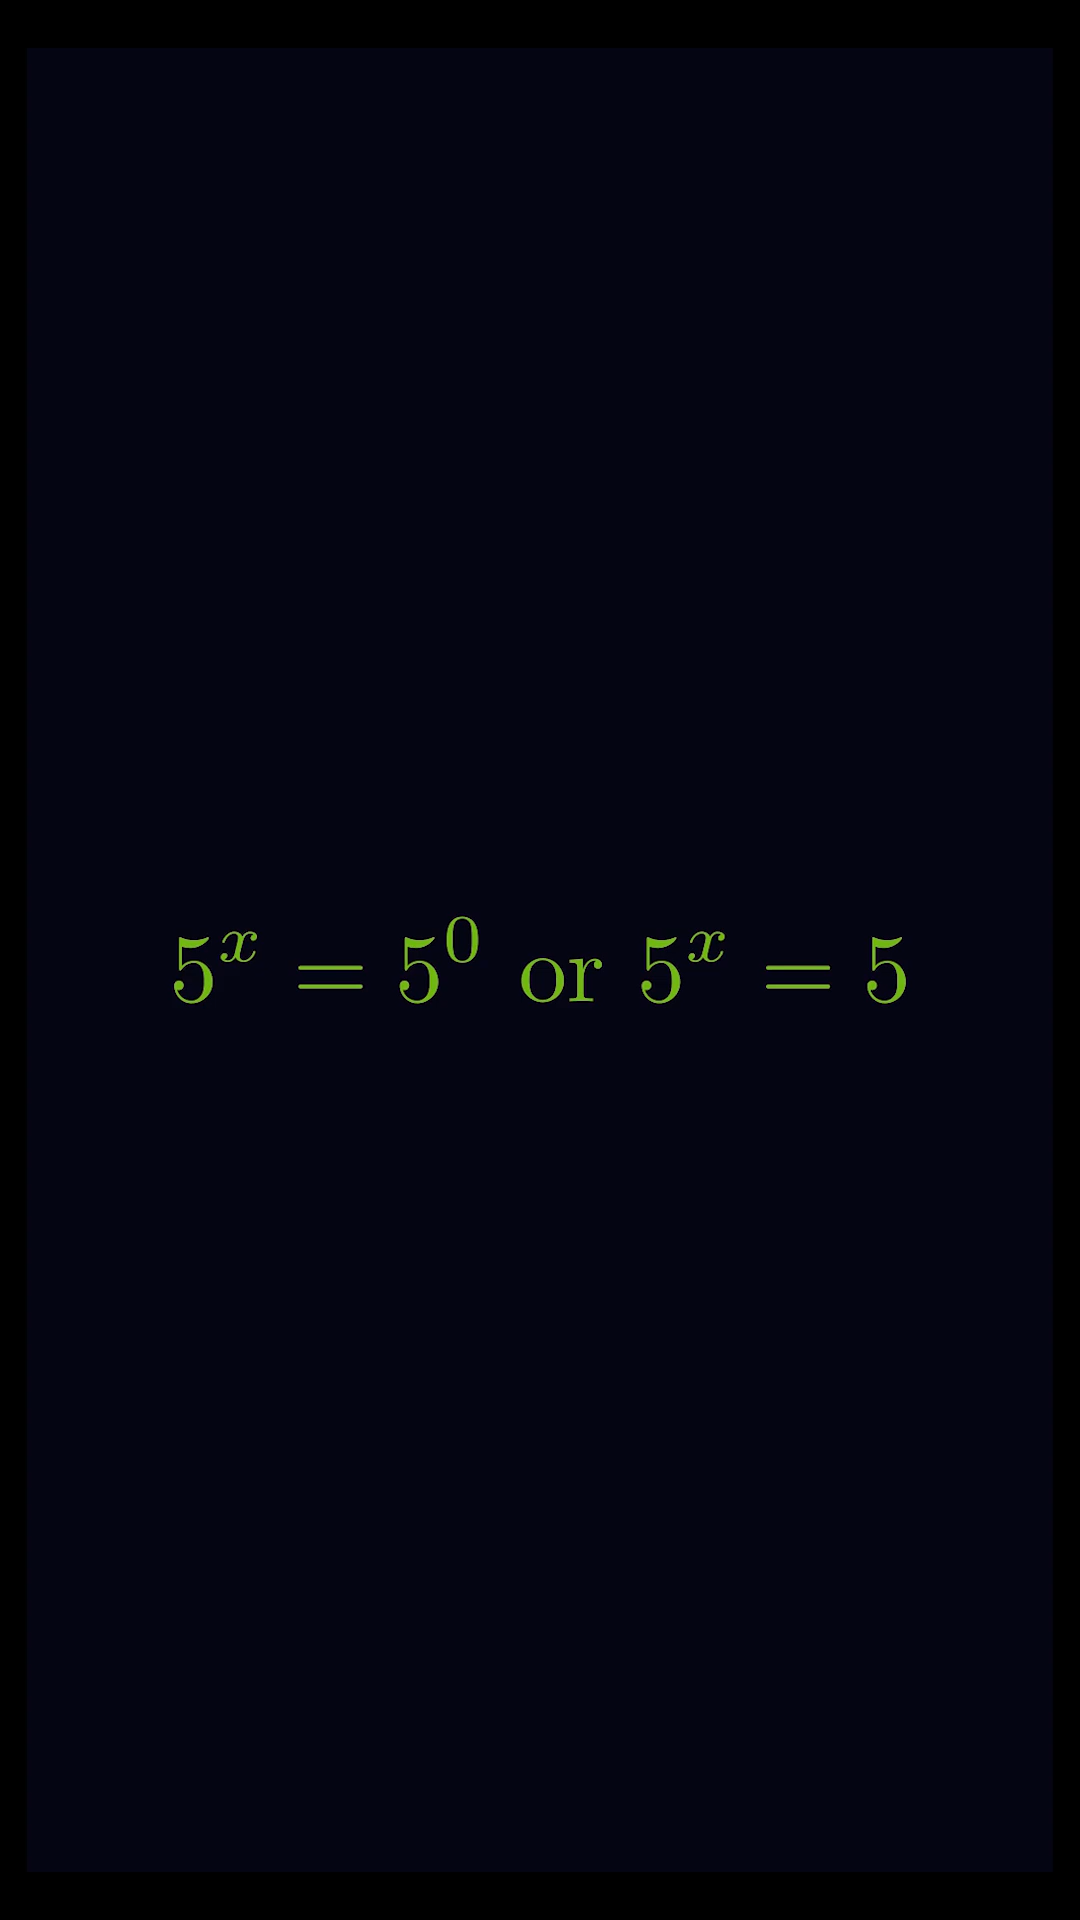 5^x = 5^0 or 5^x = 5